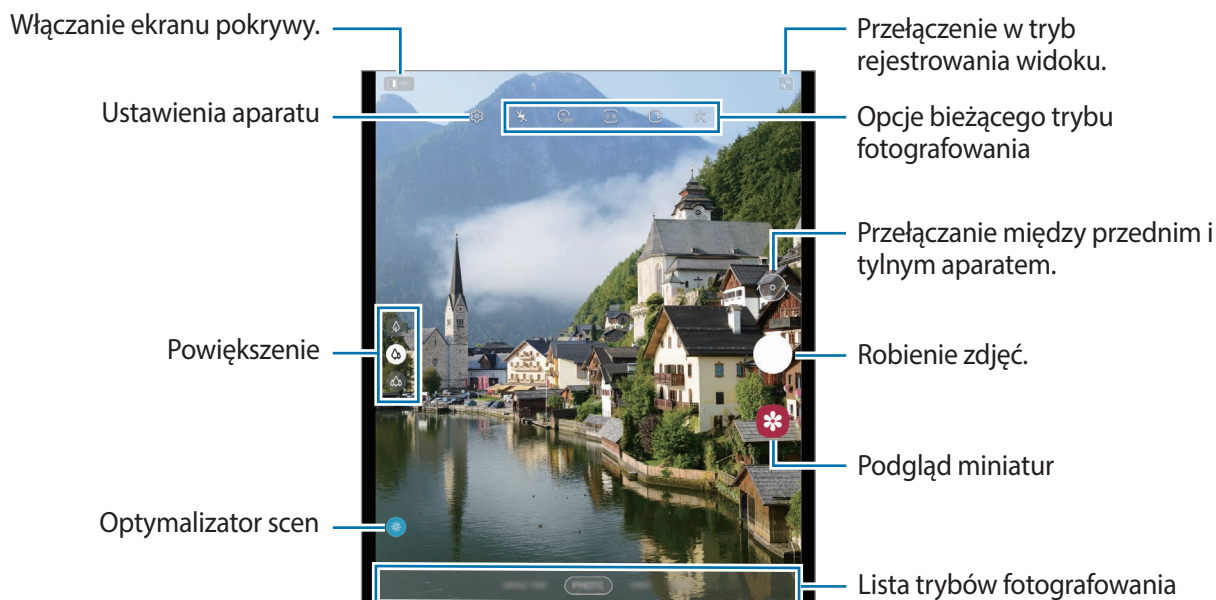 Włączanie ekranu pokrywy.
Przełączenie w tryb
rejestrowania widoku.
Ustawienia aparatu
Opcje bieżącego trybu
fotografowania
Przełączanie między przednim i
tylnym aparatem.
Powiększenie
Robienie zdjęć.
Podgląd miniatur
Optymalizator scen
PHOTO
Lista trybów fotografowania